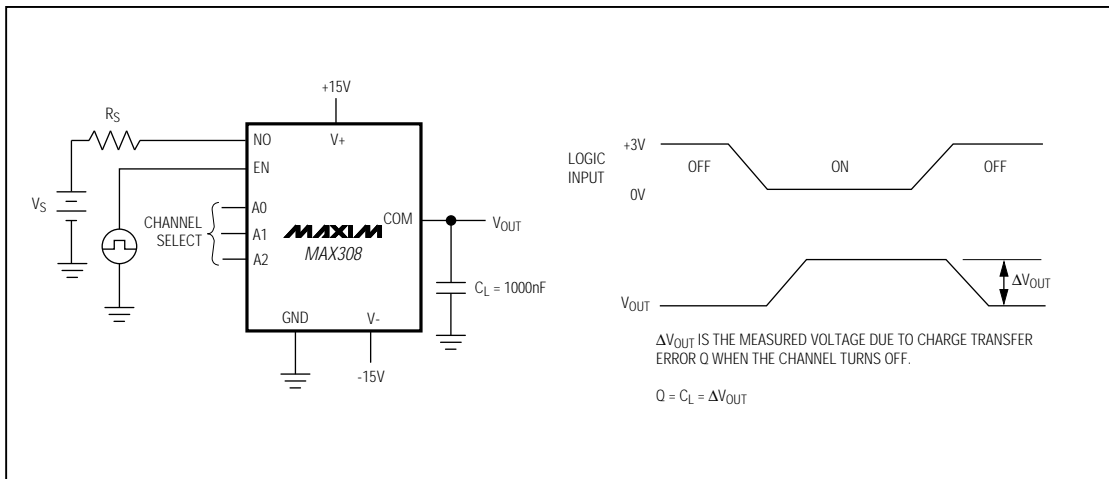 +15V
R_S
NO
V+
EN
V_S
A0
CHANNEL
SELECT
A1
A2
MAXIM
MAX308
COM
V_OUT
C_L = 1000nF
GND
V-
-15V
LOGIC
INPUT
+3V
0V
OFF
ON
OFF
V_OUT
ΔV_OUT
ΔV_OUT IS THE MEASURED VOLTAGE DUE TO CHARGE TRANSFER
ERROR Q WHEN THE CHANNEL TURNS OFF.
Q = C_L = ΔV_OUT